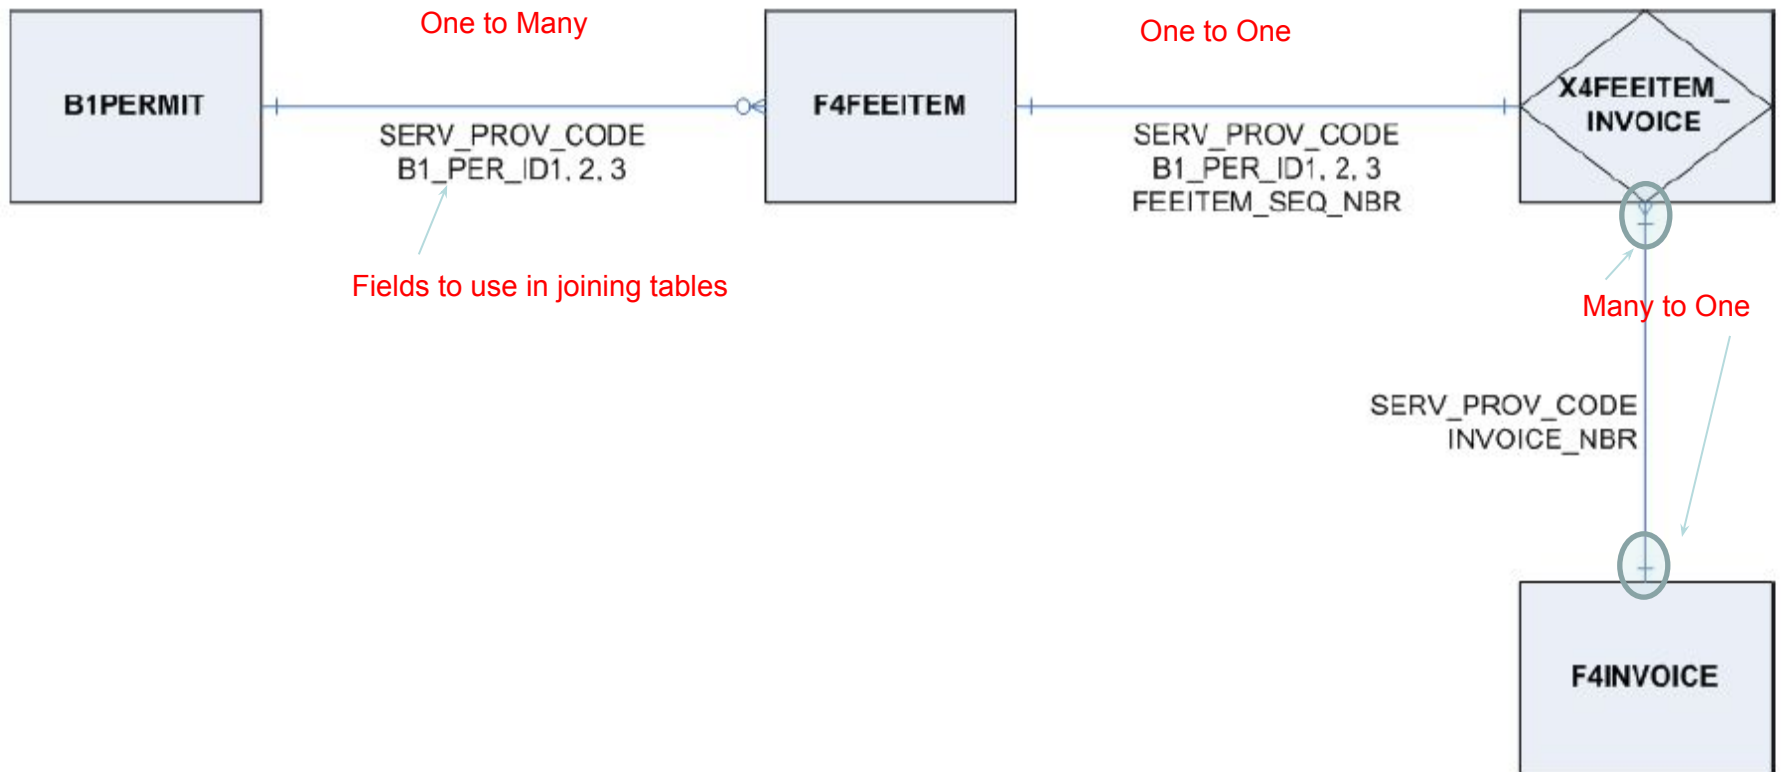 One to Many
One to One
B1PERMIT
F4FEEITEM
X4FEEITEM_
INVOICE
SERV_PROV_CODE
B1_PER_ID1, 2, 3
SERV_PROV_CODE
B1_PER_ID1, 2, 3
FEEITEM_SEQ_NBR
Fields to use in joining tables
Many to One
SERV_PROV_CODE
INVOICE_NBR
F4INVOICE